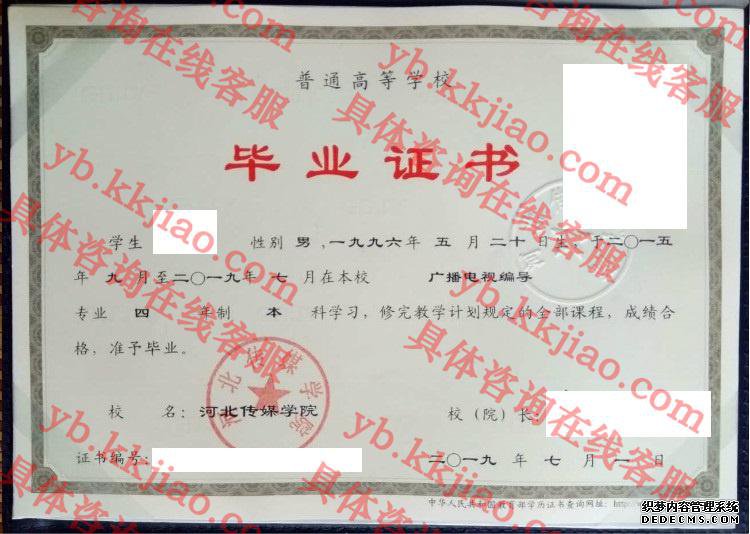 普通高等学校
毕业证书
学生 性别 男，一九九六年 五 月 二十 日生，于二〇一五
年 九 月至二〇一九年 七 月在本校 广播电视编导
专业 四 年制 本 科学习，修完教学计划规定的全部课程，成绩合
格，准予毕业。
校 名：河北传媒学院 校（院）长：
证书编号： 二〇一九 年 七 月 一 日
中华人民共和国教育部学历证书查询网址：http
河北传媒学院
yb.kkjiao.com
具体咨询在线客服
织梦内容管理系统
DEDECMS.COM